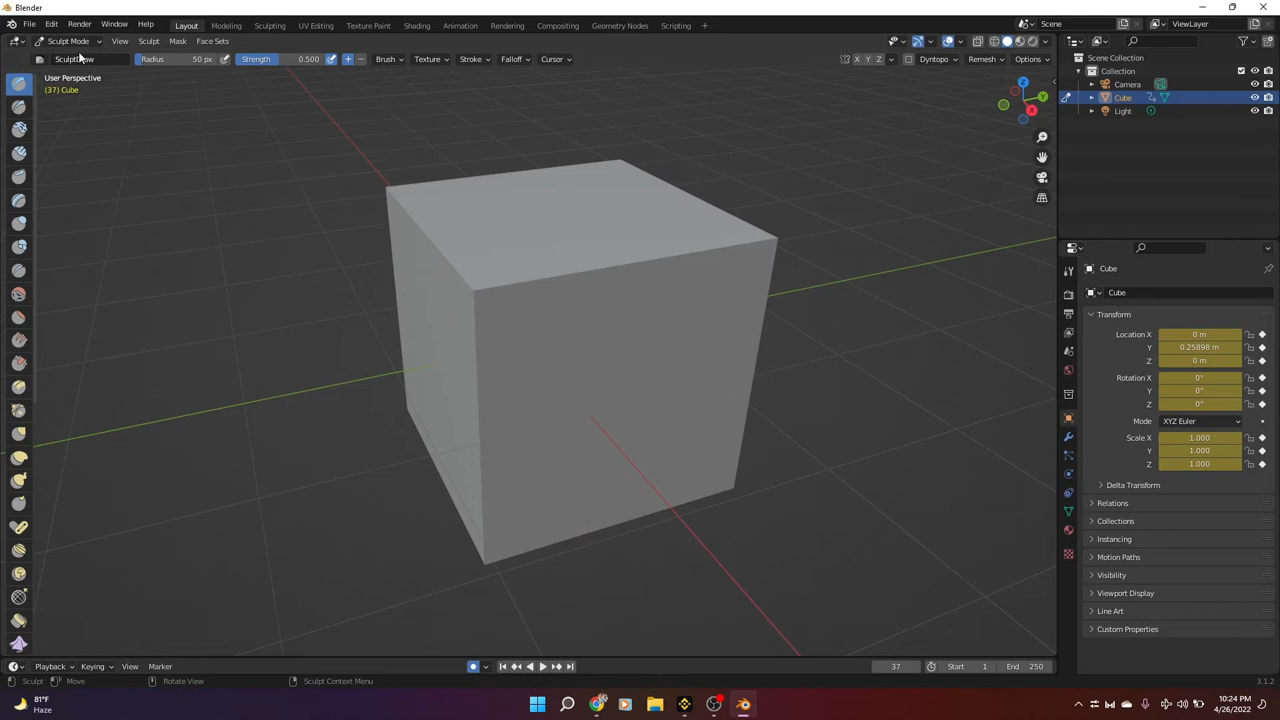 Blender
File Edit Render Window Help
Layout Modeling Sculpting UV Editing Texture Paint Shading Animation Rendering Compositing Geometry Nodes Scripting +
Scene
ViewLayer
Sculpt Mode View Sculpt Mask Face Sets
Radius 50 px
Strength 0.500
Brush Texture Stroke Falloff Cursor
X Y Z
Dyntopo Remesh Options
User Perspective
(37) Cube
Z
Y
X
Scene Collection
Collection
Camera
Cube
Light
Cube
Cube
Transform
Location X 0 m
Y 0.25898 m
Z 0 m
Rotation X 0°
Y 0°
Z 0°
Mode XYZ Euler
Scale X 1.000
Y 1.000
Z 1.000
Delta Transform
Relations
Collections
Instancing
Motion Paths
Visibility
Viewport Display
Line Art
Custom Properties
Playback Keying View Marker
37
Start 1
End 250
Sculpt Move Rotate View Sculpt Context Menu
3.1.2
81°F
Haze
10:24 PM
4/26/2022